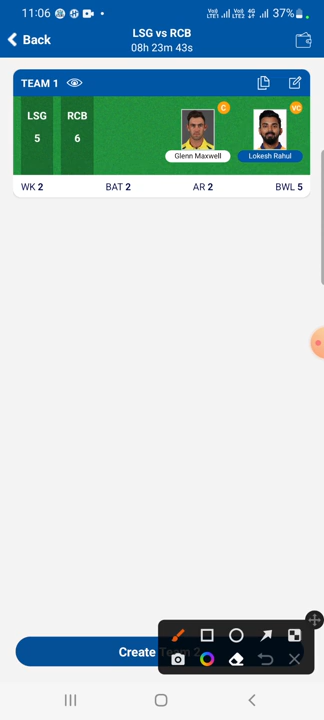 11:06 37%
Back
LSG vs RCB
08h 23m 43s
TEAM 1
LSG RCB
5 6
C VC
Glenn Maxwell Lokesh Rahul
WK 2 BAT 2 AR 2 BWL 5
Create Team 2